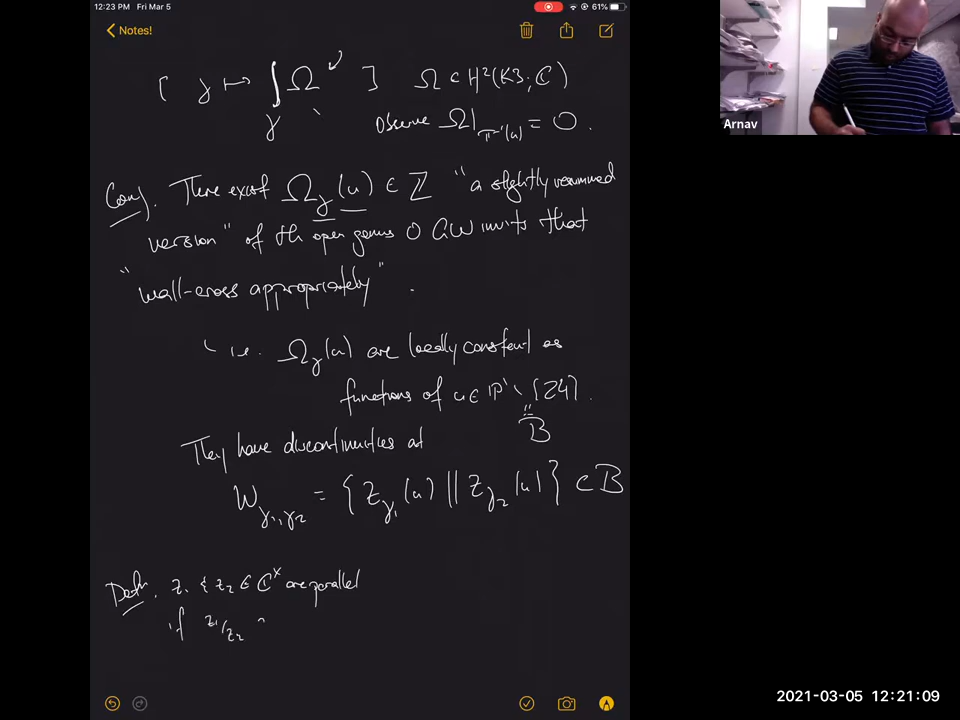 12:23 PM Fri Mar 5
61%
Notes!
[ γ ↦ ∫_γ Ω ] Ω ∈ H²(K3; ℂ)
Observe Ω|_{π⁻¹(u)} = 0.
Conj. There exist Ω_γ(u) ∈ ℤ "a slightly
version" of the open genus 0 GW invts that
"wall-cross appropriately".
i.e. Ω_γ(u) are locally constant as
functions of u ∈ ℙ¹ \ {24}.
B
They have discontinuities at
W_{γ₁,γ₂} = { Z_{γ₁}(u) || Z_{γ₂}(u) } ⊂ B
Defn. z₁ & z₂ ∈ ℂ^× are parallel
if z₁/z₂
Arnav
2021-03-05 12:21:09